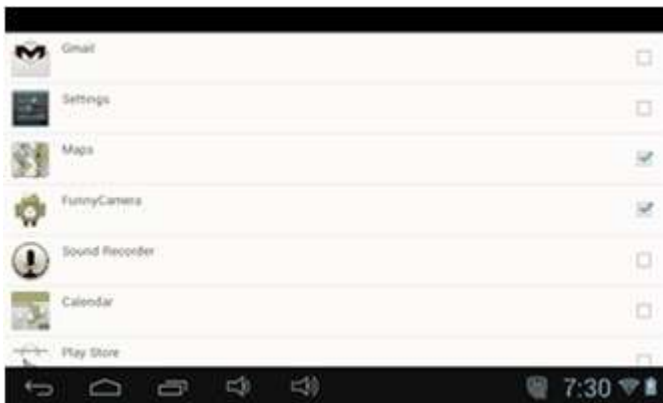 Gmail
Settings
Maps
FunnyCamera
Sound Recorder
Calendar
Play Store
7:30